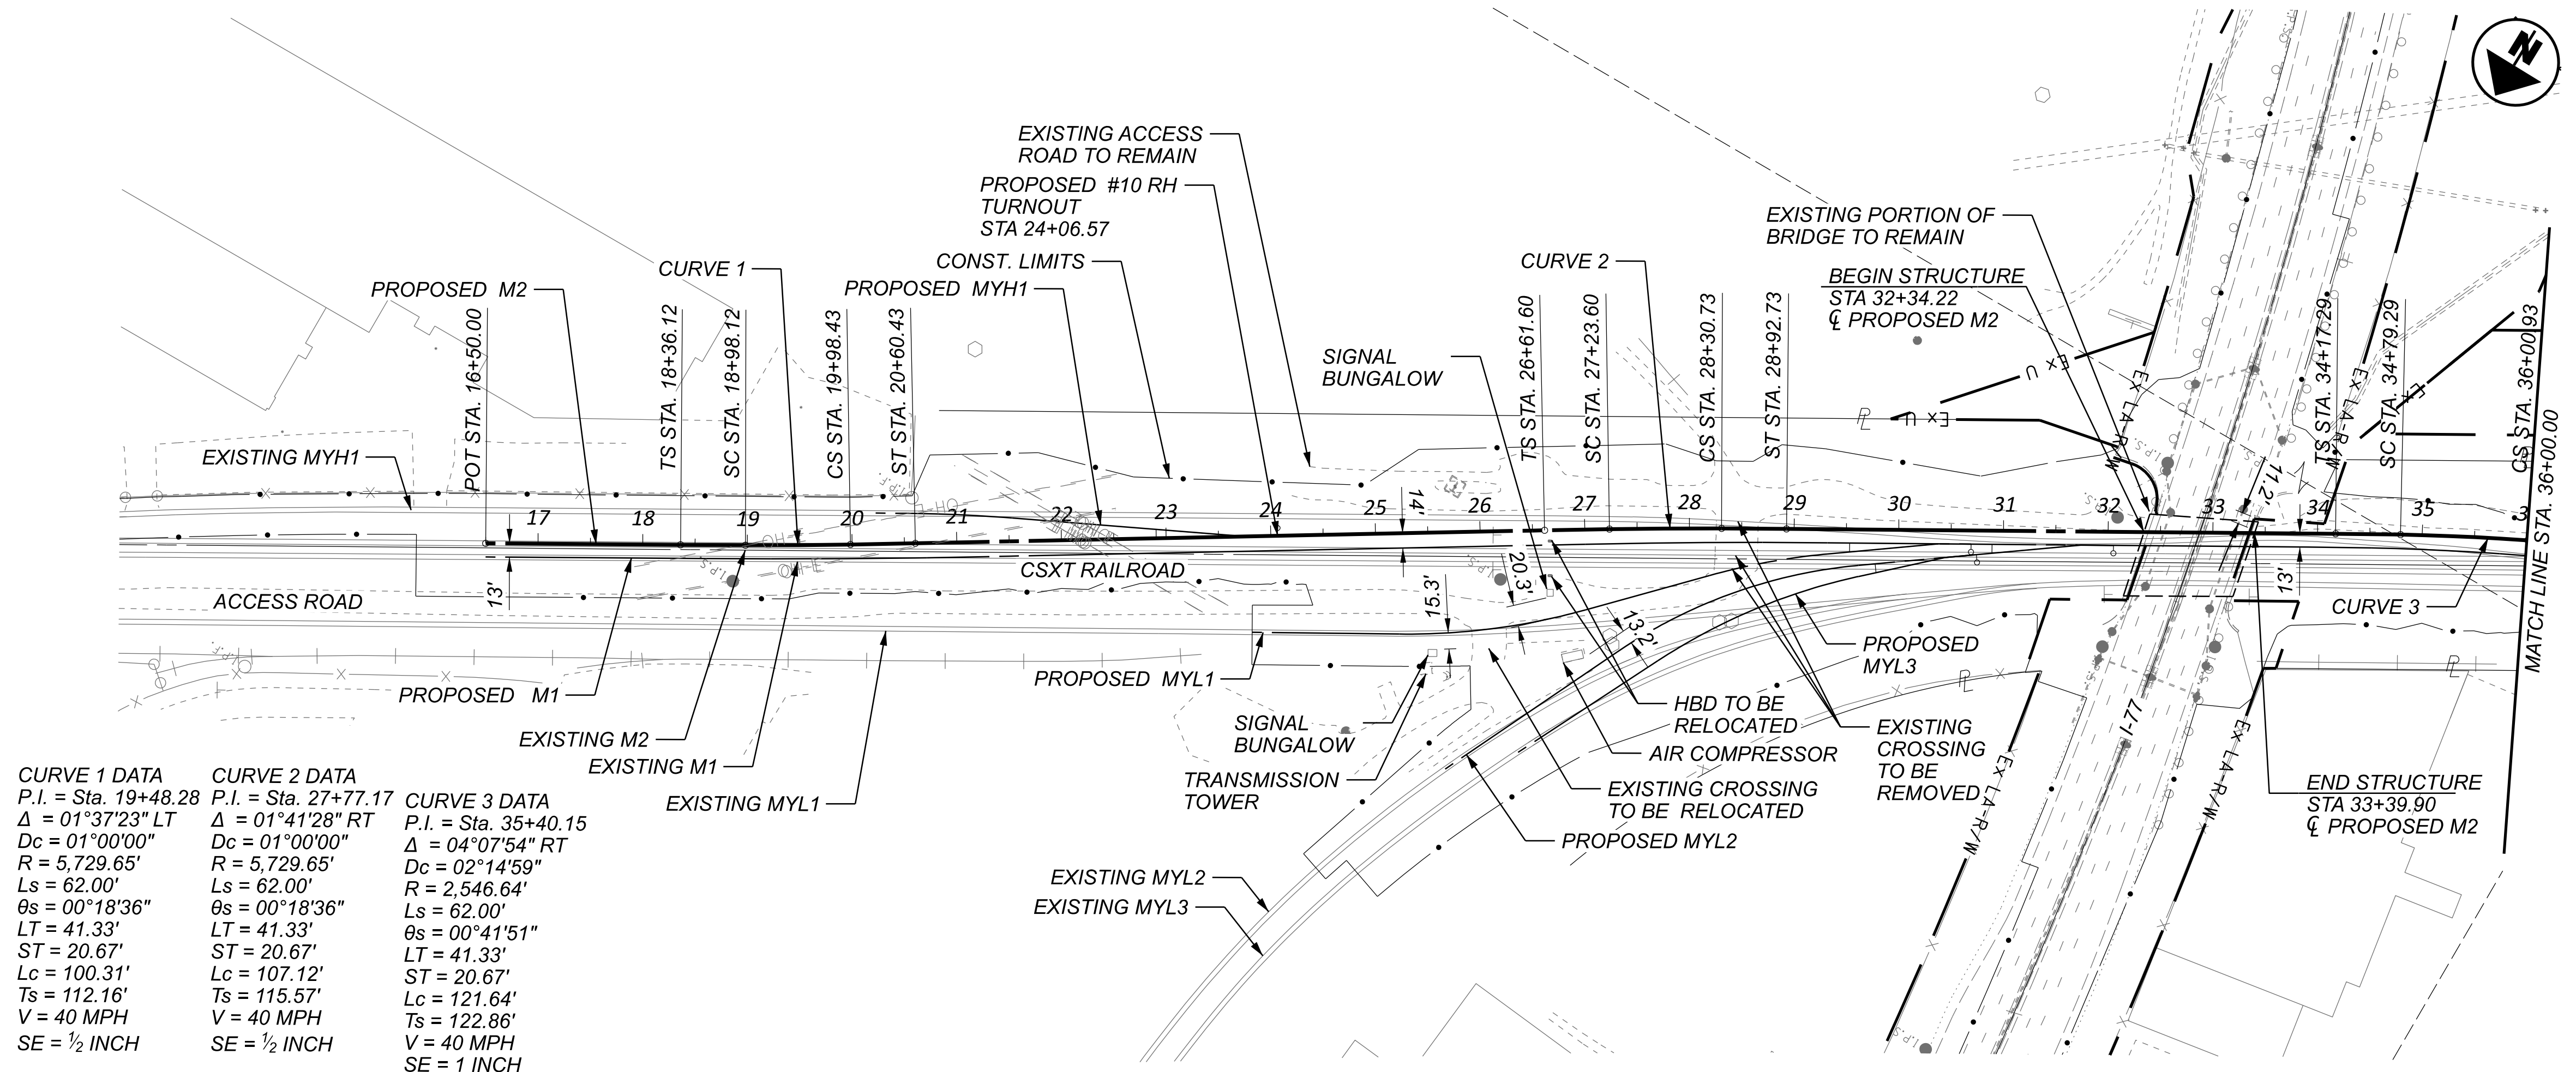 N
EXISTING ACCESS
ROAD TO REMAIN
PROPOSED #10 RH
TURNOUT
STA 24+06.57
CONST. LIMITS
PROPOSED MYH1
CURVE 1
PROPOSED M2
EXISTING MYH1
POT STA. 16+50.00
TS STA. 18+36.12
SC STA. 18+98.12
CS STA. 19+98.43
ST STA. 20+60.43
SIGNAL
BUNGALOW
CURVE 2
TS STA. 26+61.60
SC STA. 27+23.60
CS STA. 28+30.73
ST STA. 28+92.73
EXISTING PORTION OF
BRIDGE TO REMAIN
BEGIN STRUCTURE
STA 32+34.22
℄ PROPOSED M2
TS STA. 34+17.29
SC STA. 34+79.29
CS STA. 36+00.93
MATCH LINE STA. 36+00.00
Ex U
Ex U
Ex LA-R/W
Ex LA-R/W
PL
17
18
19
20
21
22
23
24
25
26
27
28
29
30
31
32
33
34
35
3
14'
11.2'
13'
13'
20.3'
15.3'
13.2'
OH-E
OH-E
I.P.S.
I.P.S.
I.P.F.
CSXT RAILROAD
ACCESS ROAD
PROPOSED M1
EXISTING M2
EXISTING M1
EXISTING MYL1
PROPOSED MYL1
SIGNAL
BUNGALOW
TRANSMISSION
TOWER
EXISTING MYL2
EXISTING MYL3
PROPOSED
MYL3
HBD TO BE
RELOCATED
AIR COMPRESSOR
EXISTING CROSSING
TO BE RELOCATED
PROPOSED MYL2
EXISTING
CROSSING
TO BE
REMOVED
PL
PL
CURVE 3
I-77
Ex LA-R/W
Ex LA-R/W
I.P.S.
END STRUCTURE
STA 33+39.90
℄ PROPOSED M2
CURVE 1 DATA
P.I. = Sta. 19+48.28
Δ = 01°37'23" LT
Dc = 01°00'00"
R = 5,729.65'
Ls = 62.00'
θs = 00°18'36"
LT = 41.33'
ST = 20.67'
Lc = 100.31'
Ts = 112.16'
V = 40 MPH
SE = ½ INCH
CURVE 2 DATA
P.I. = Sta. 27+77.17
Δ = 01°41'28" RT
Dc = 01°00'00"
R = 5,729.65'
Ls = 62.00'
θs = 00°18'36"
LT = 41.33'
ST = 20.67'
Lc = 107.12'
Ts = 115.57'
V = 40 MPH
SE = ½ INCH
CURVE 3 DATA
P.I. = Sta. 35+40.15
Δ = 04°07'54" RT
Dc = 02°14'59"
R = 2,546.64'
Ls = 62.00'
θs = 00°41'51"
LT = 41.33'
ST = 20.67'
Lc = 121.64'
Ts = 122.86'
V = 40 MPH
SE = 1 INCH